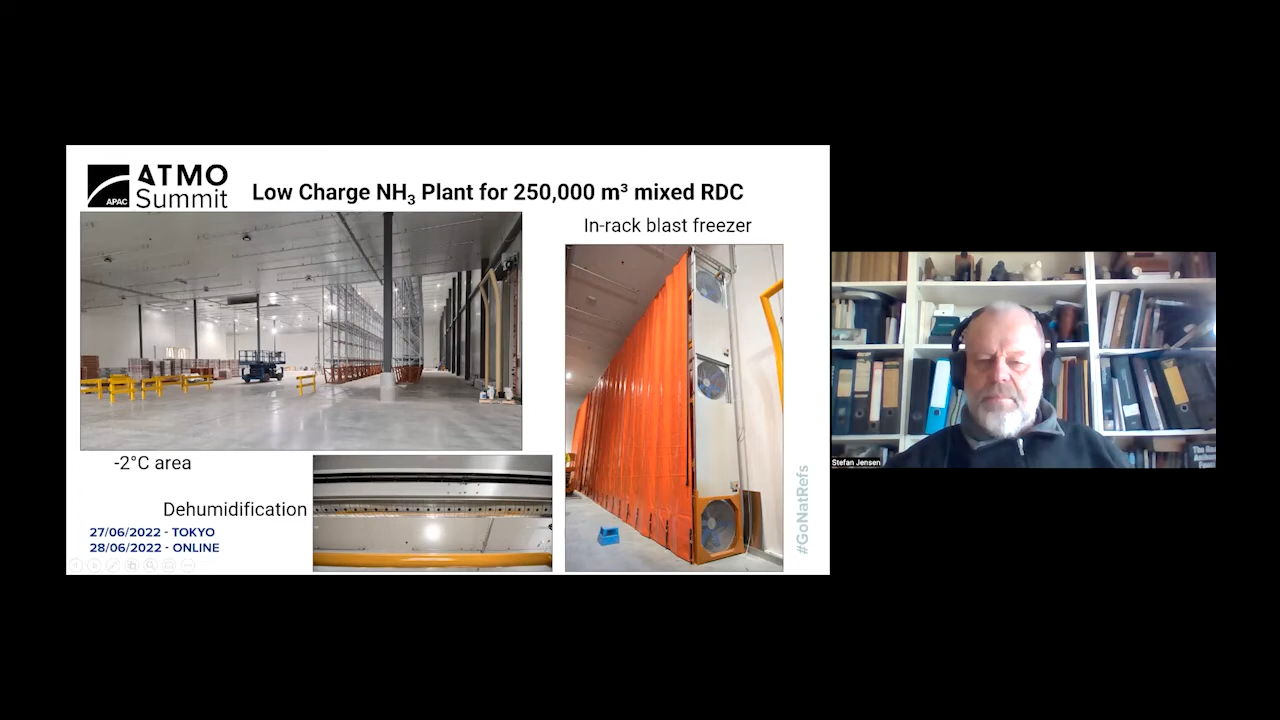 ATMO
Summit
APAC
Low Charge NH₃ Plant for 250,000 m³ mixed RDC
In-rack blast freezer
-2°C area
Dehumidification
27/06/2022 - TOKYO
28/06/2022 - ONLINE
#GoNatRefs
Stefan Jensen